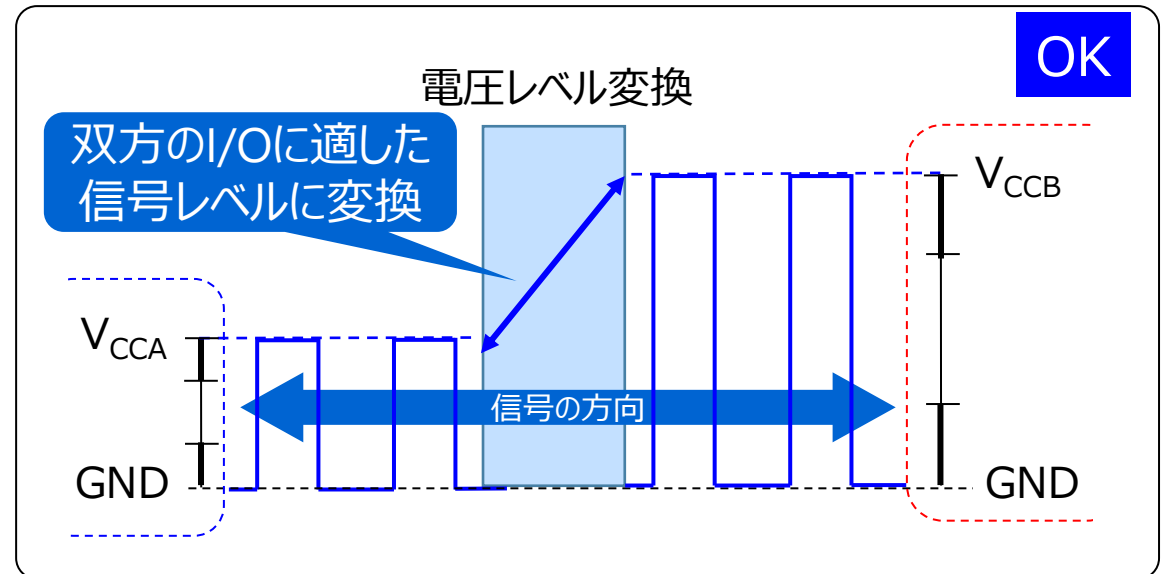 OK
電圧レベル変換
双方のI/Oに適した
信号レベルに変換
VCCB
VCCA
信号の方向
GND
GND